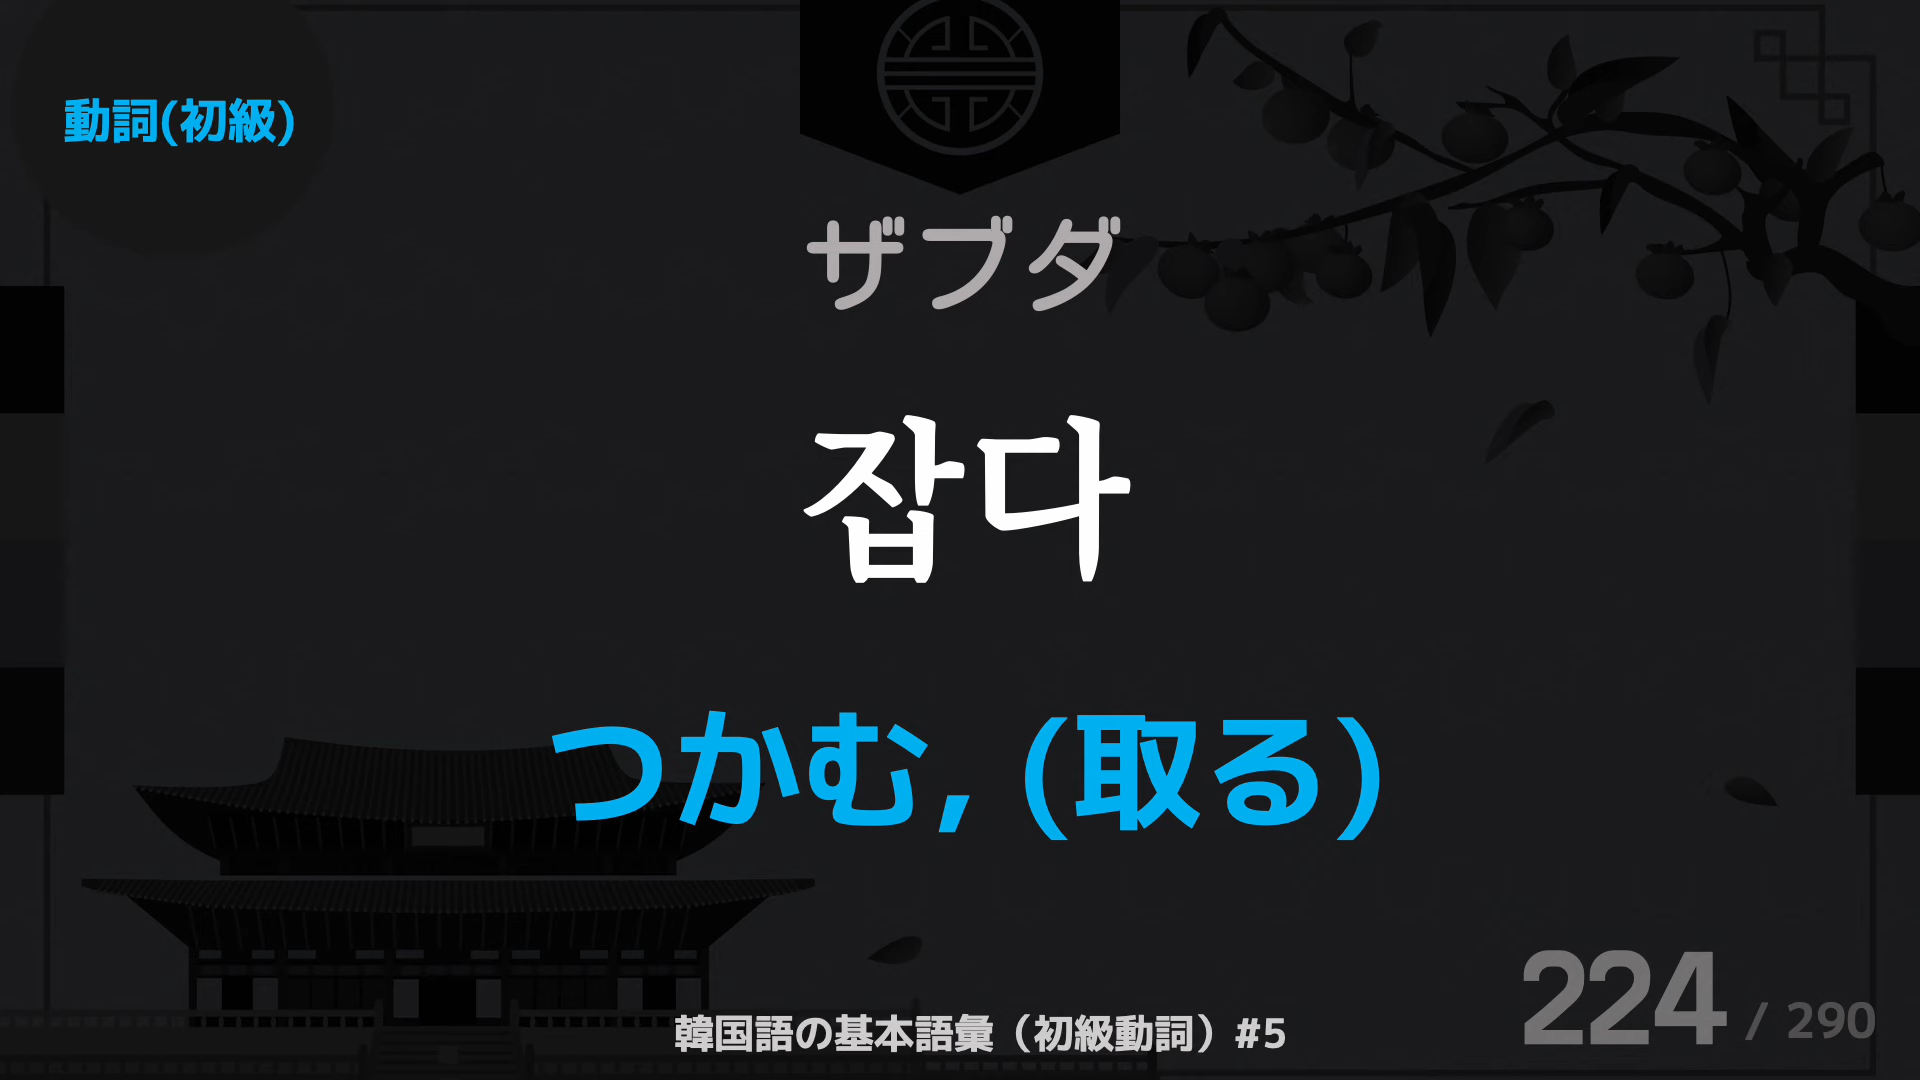 動詞(初級)
ザブダ
잡다
つかむ, (取る)
韓国語の基本語彙（初級動詞）#5
224 / 290